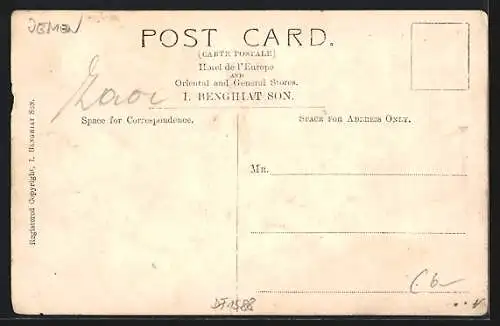 JEMEN
POST CARD.
(CARTE POSTALE)
Hotel de l'Europe
AND
Oriental and General Stores.
I. BENGHIAT SON.
Space for Correspondence.
SPACE FOR ADDRESS ONLY.
MR.
Registered Copyright, I. BENGHIAT SON.
DF1588